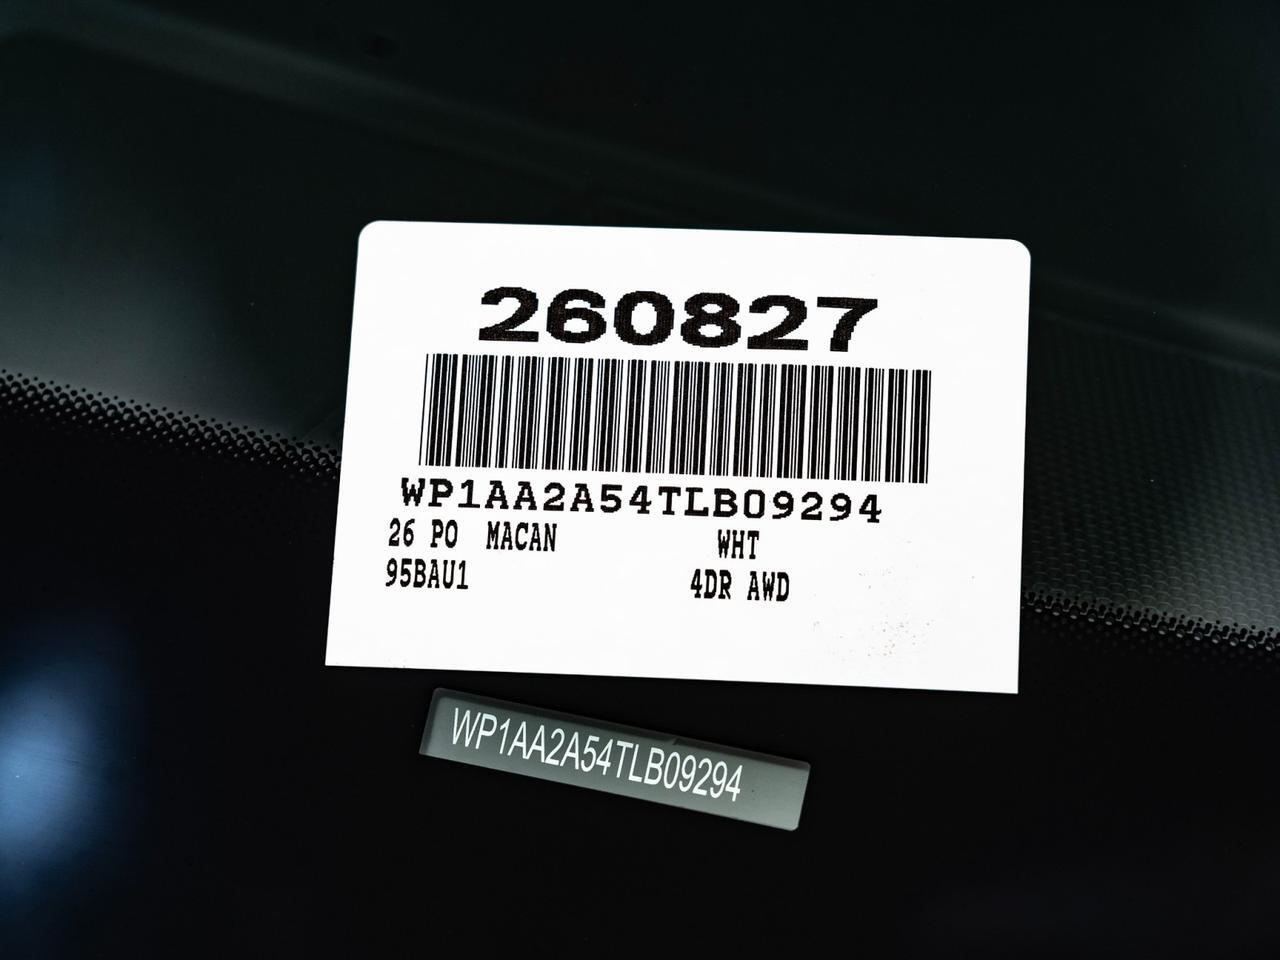 260827
WP1AA2A54TLB09294
26 PO MACAN WHT
95BAU1 4DR AWD
WP1AA2A54TLB09294